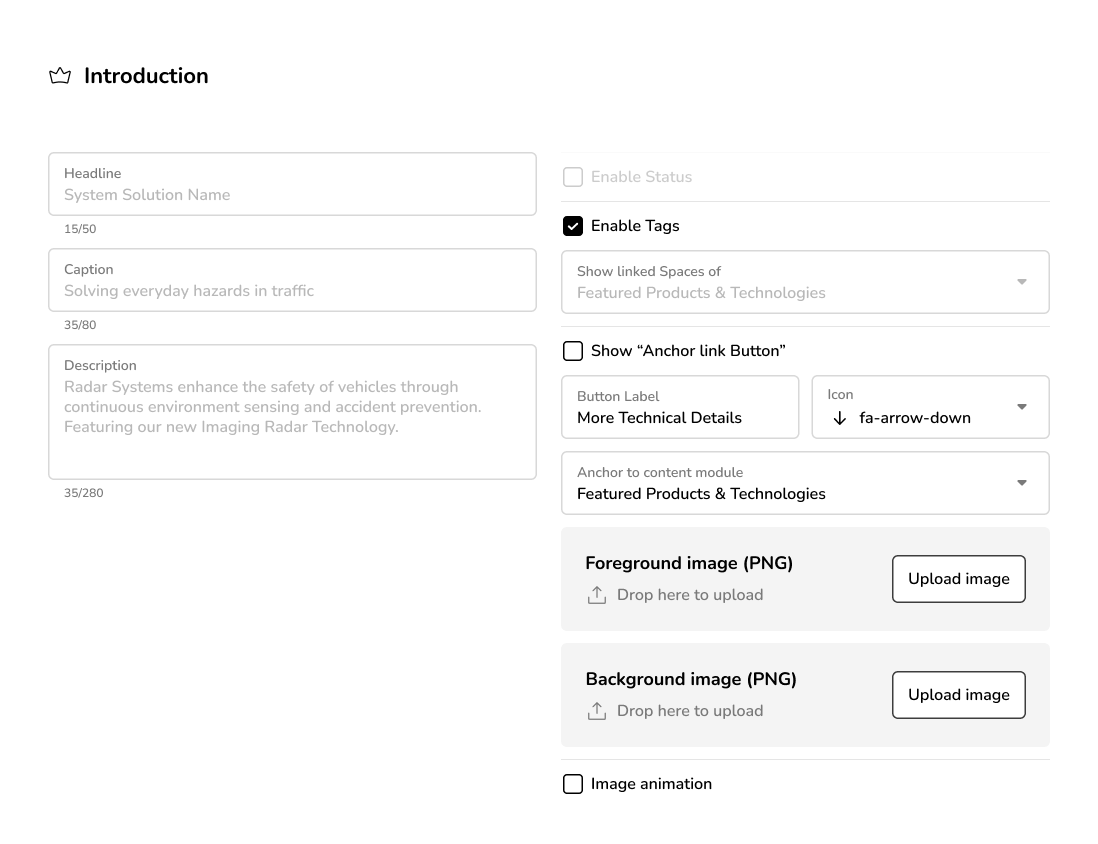 Introduction
Headline
System Solution Name
15/50
Caption
Solving everyday hazards in traffic
35/80
Description
Radar Systems enhance the safety of vehicles through
continuous environment sensing and accident prevention.
Featuring our new Imaging Radar Technology.
35/280
Enable Status
Enable Tags
Show linked Spaces of
Featured Products & Technologies
Show “Anchor link Button”
Button Label
More Technical Details
Icon
fa-arrow-down
Anchor to content module
Featured Products & Technologies
Foreground image (PNG)
Drop here to upload
Upload image
Background image (PNG)
Drop here to upload
Upload image
Image animation